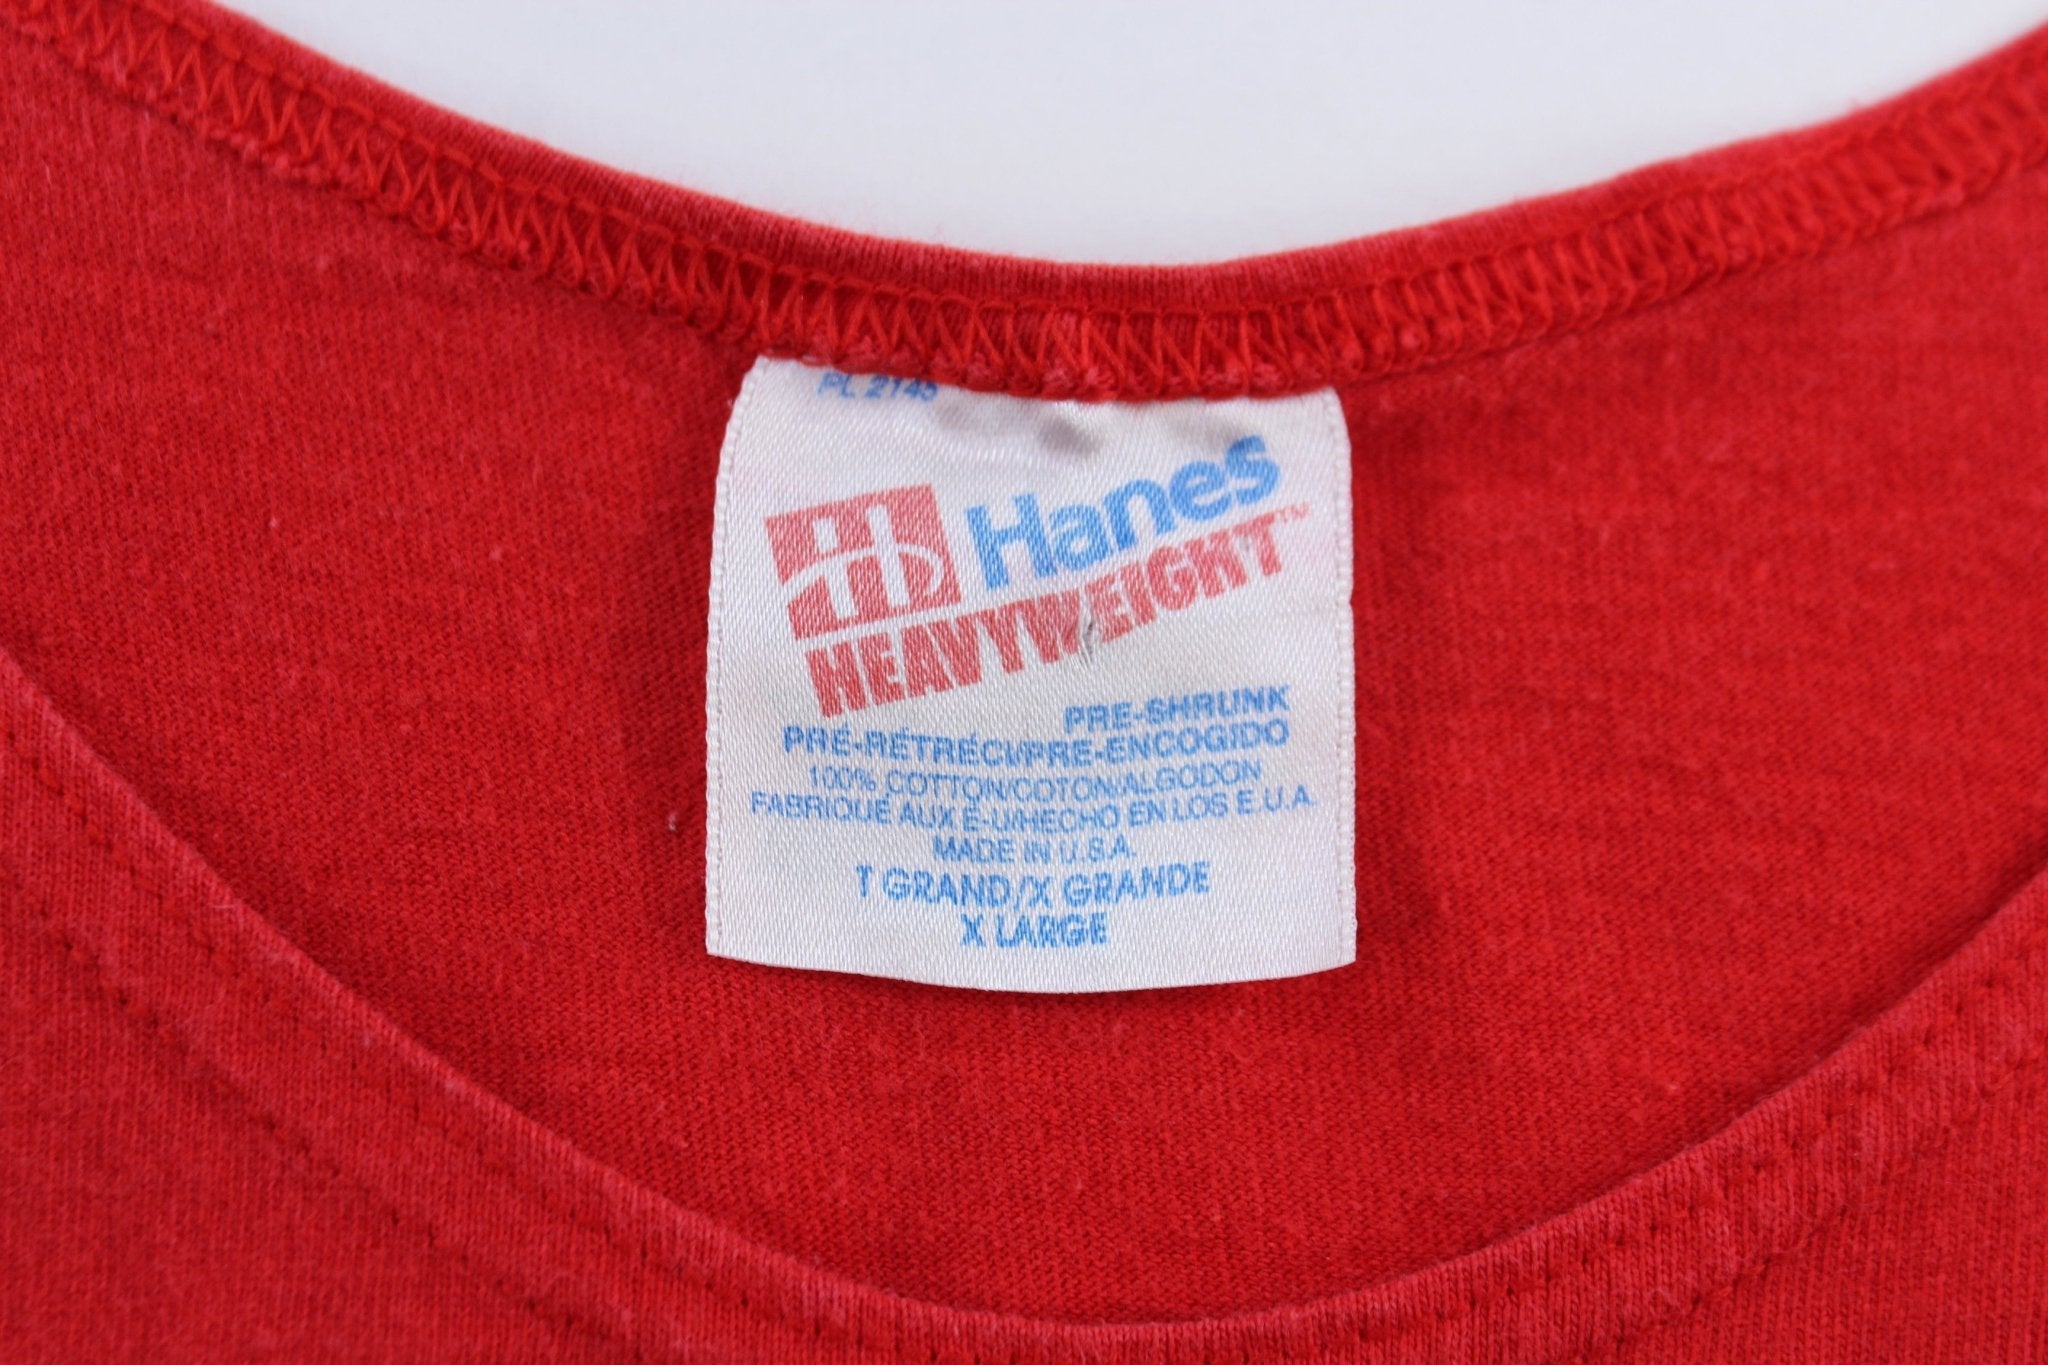 PL 2145
Hanes
HEAVYWEIGHT™
PRE-SHRUNK
PRÉ-RÉTRÉCI/PRE-ENCOGIDO
100% COTTON/COTON/ALGODON
FABRIQUÉ AUX É-U/HECHO EN LOS E.U.A.
MADE IN U.S.A.
T GRAND/X GRANDE
X LARGE